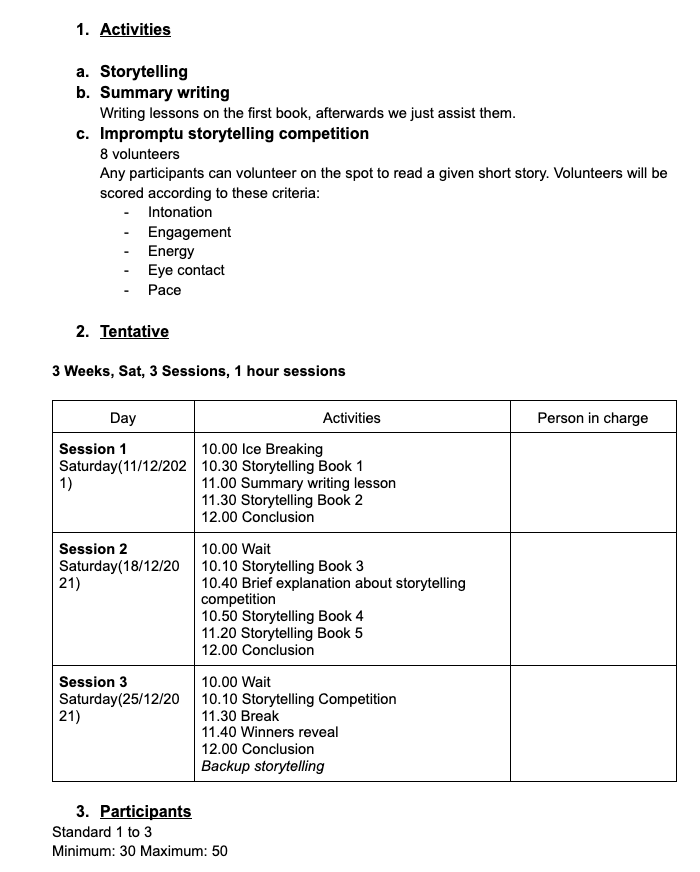 1. Activities
a. Storytelling
b. Summary writing
Writing lessons on the first book, afterwards we just assist them.
c. Impromptu storytelling competition
8 volunteers
Any participants can volunteer on the spot to read a given short story. Volunteers will be
scored according to these criteria:
- Intonation
- Engagement
- Energy
- Eye contact
- Pace
2. Tentative
3 Weeks, Sat, 3 Sessions, 1 hour sessions
Day Activities Person in charge
Session 1
Saturday(11/12/202
1)
10.00 Ice Breaking
10.30 Storytelling Book 1
11.00 Summary writing lesson
11.30 Storytelling Book 2
12.00 Conclusion
Session 2
Saturday(18/12/20
21)
10.00 Wait
10.10 Storytelling Book 3
10.40 Brief explanation about storytelling
competition
10.50 Storytelling Book 4
11.20 Storytelling Book 5
12.00 Conclusion
Session 3
Saturday(25/12/20
21)
10.00 Wait
10.10 Storytelling Competition
11.30 Break
11.40 Winners reveal
12.00 Conclusion
Backup storytelling
3. Participants
Standard 1 to 3
Minimum: 30 Maximum: 50